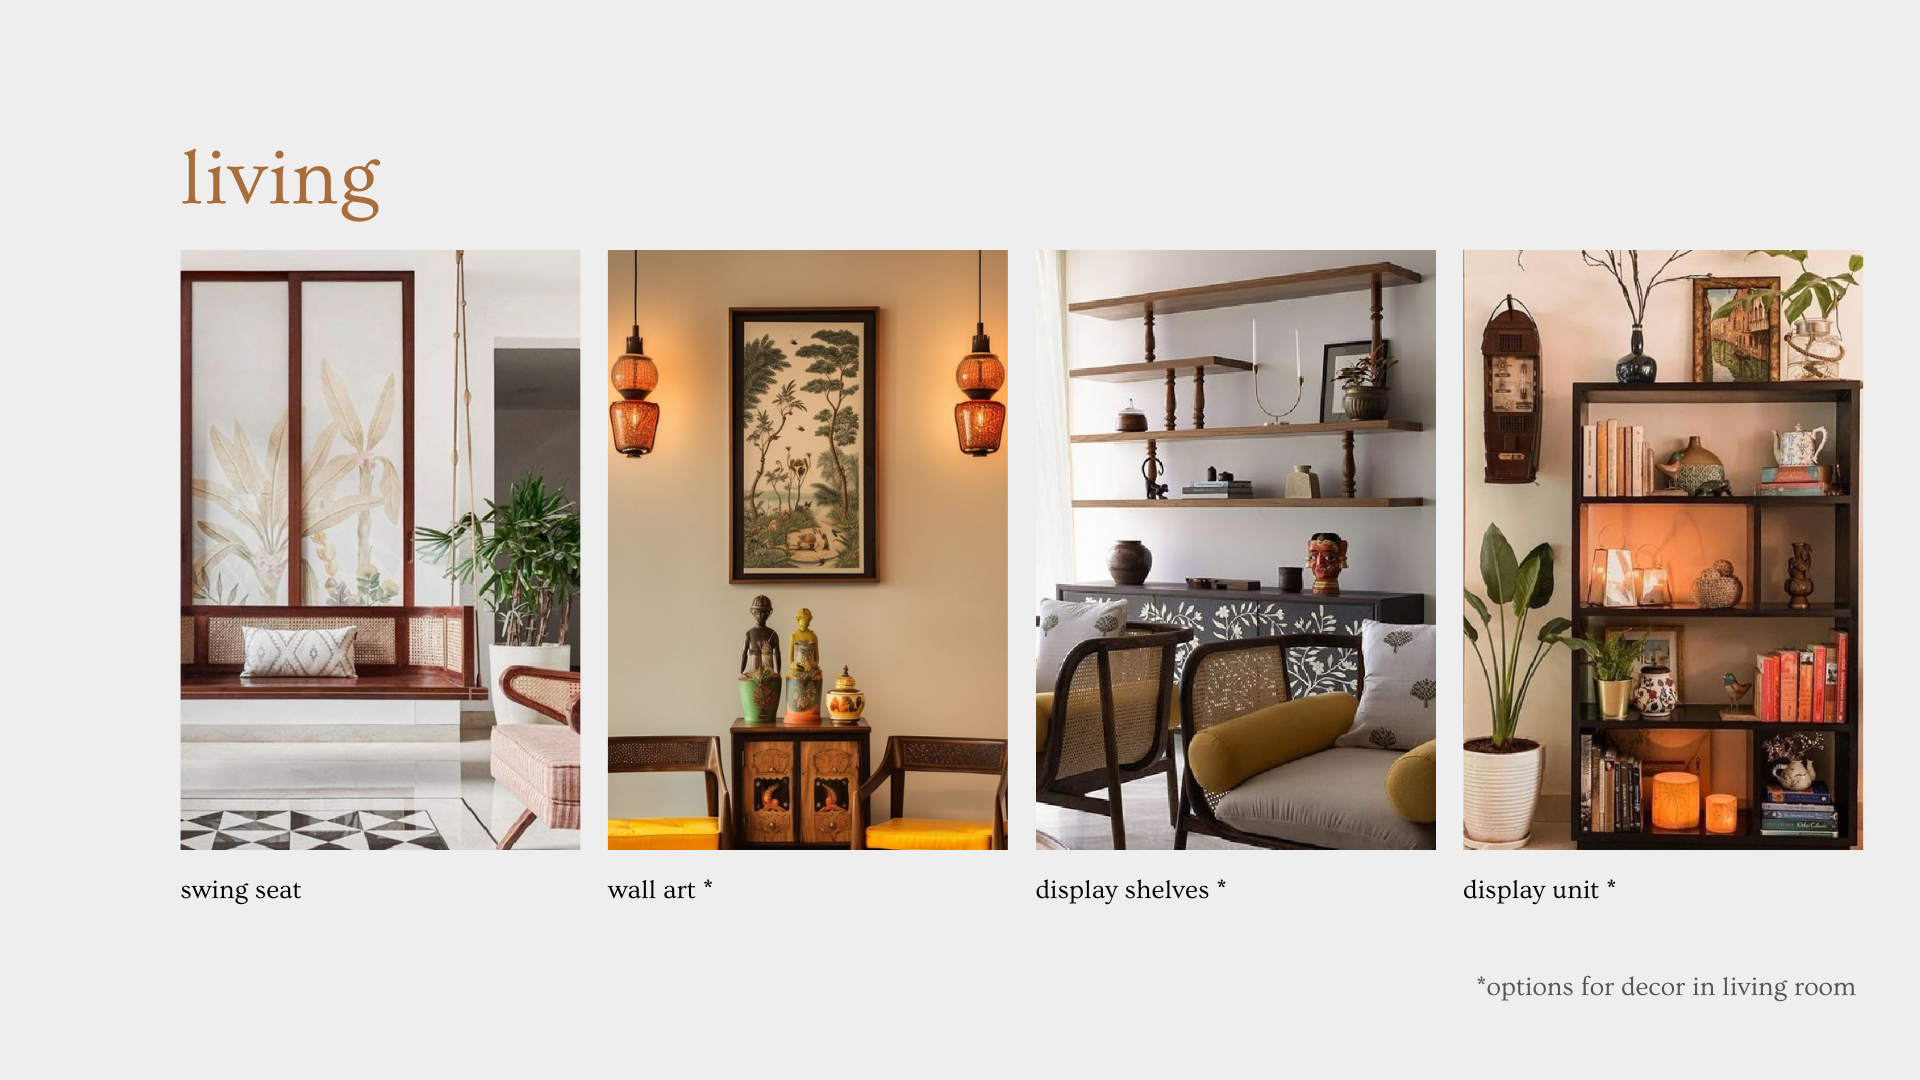 living
swing seat
wall art *
display shelves *
display unit *
*options for decor in living room